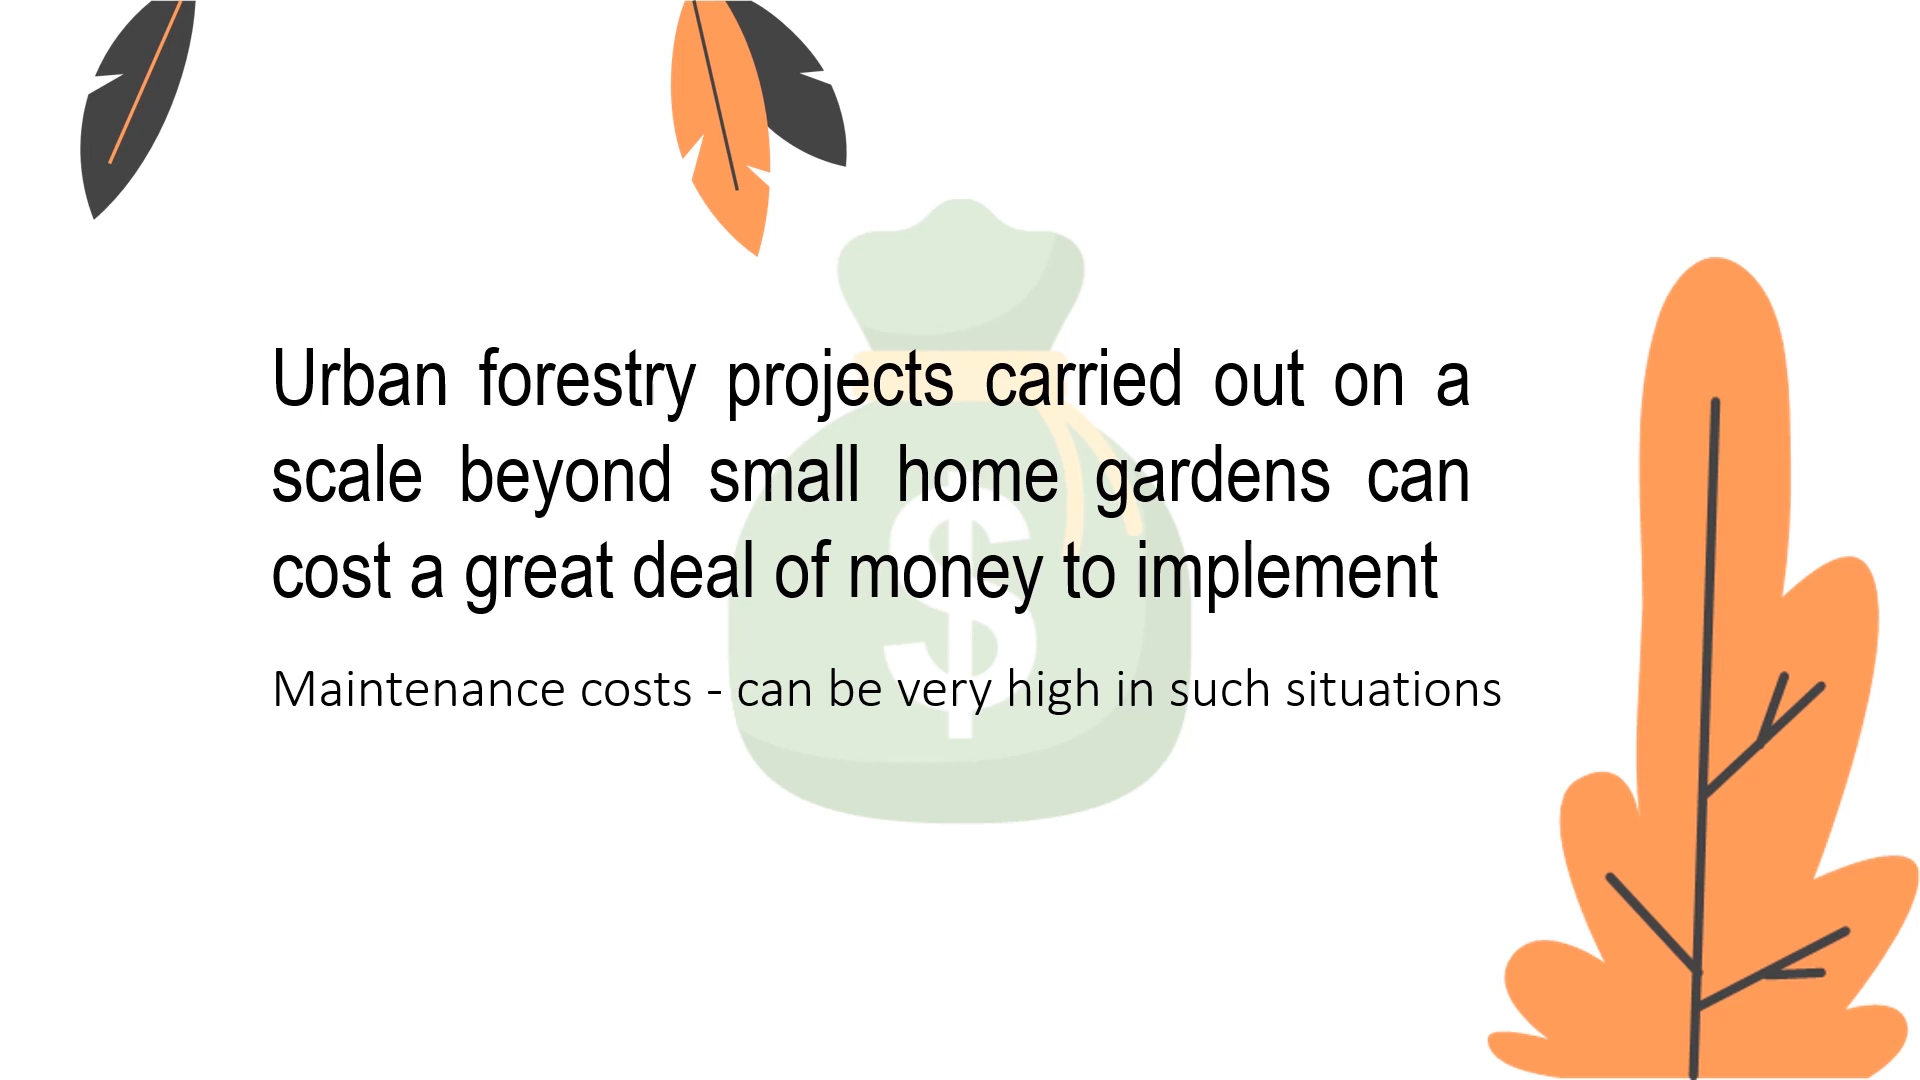 Urban forestry projects carried out on a
scale beyond small home gardens can
cost a great deal of money to implement
Maintenance costs - can be very high in such situations
$